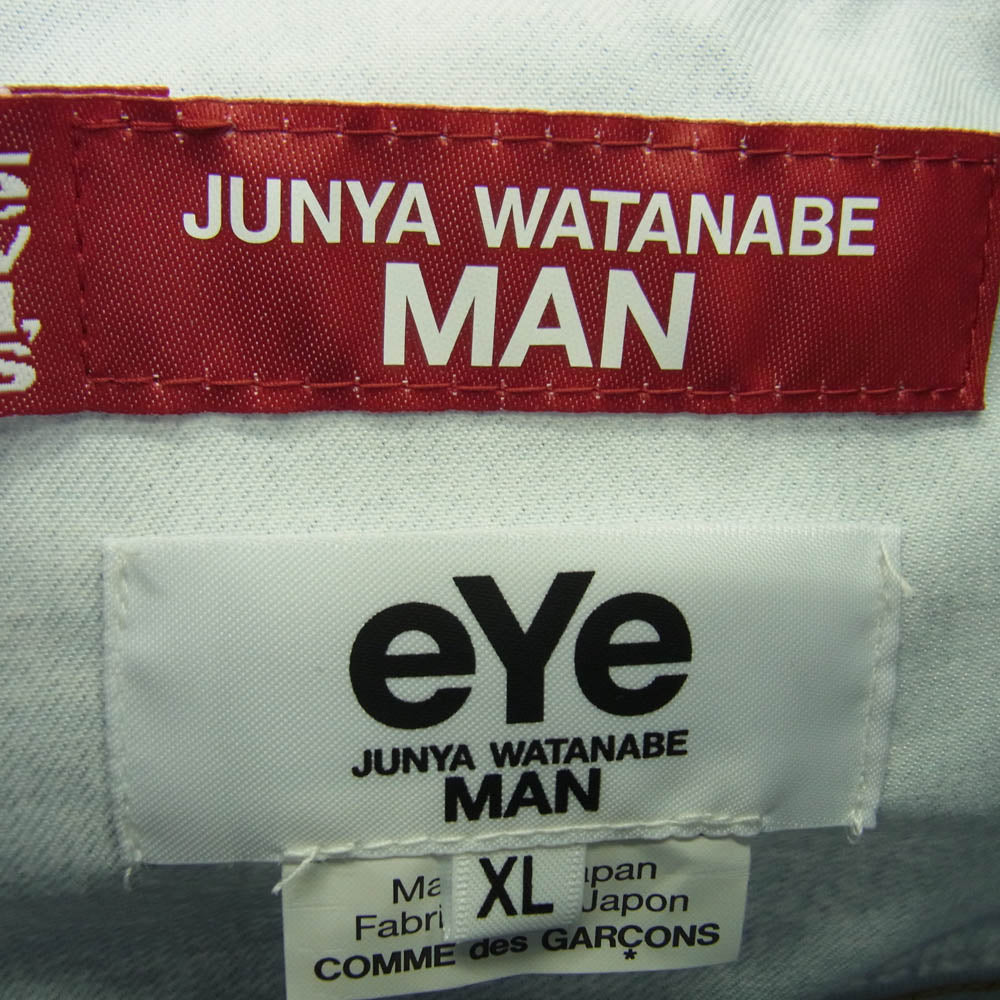 JUNYA WATANABE
MAN
eYe
JUNYA WATANABE
MAN
XL
COMME des GARÇONS
*